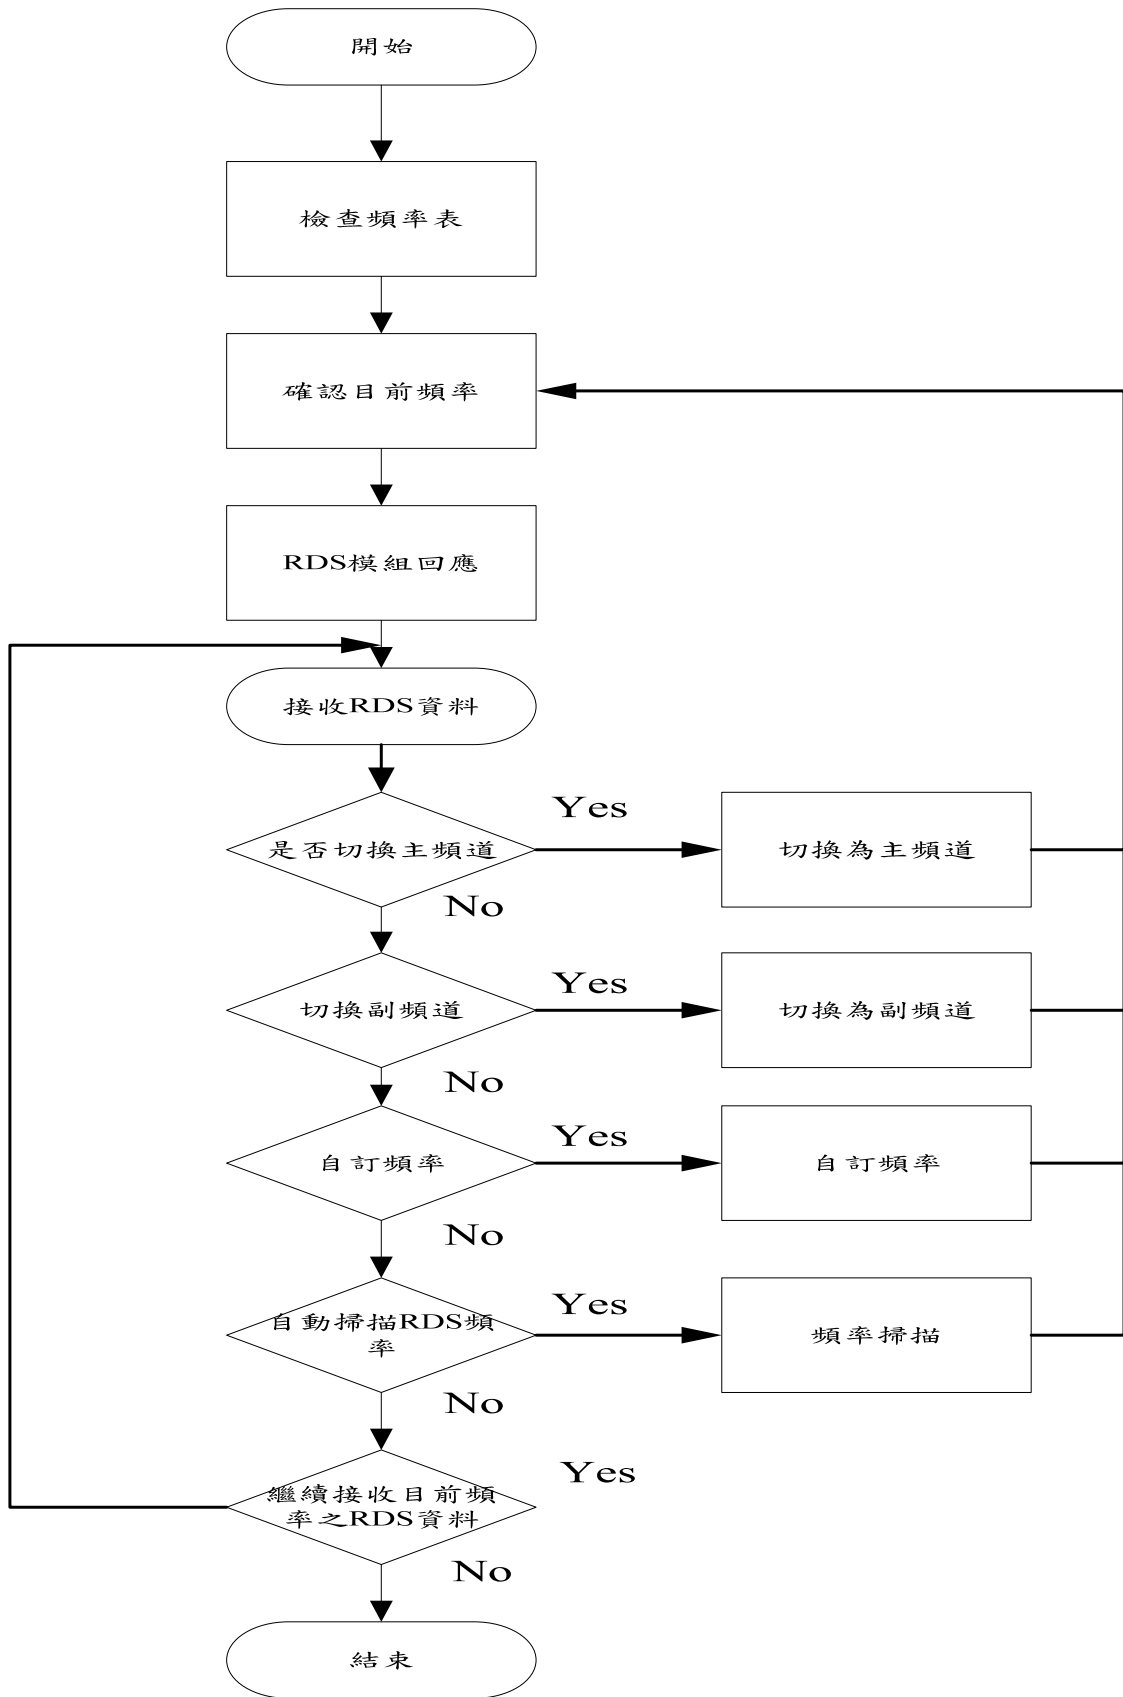 開始
檢查頻率表
確認目前頻率
RDS模組回應
接收RDS資料
Yes
是否切換主頻道
切換為主頻道
No
Yes
切換副頻道
切換為副頻道
No
Yes
自訂頻率
自訂頻率
No
Yes
自動掃描RDS頻
率
頻率掃描
No
Yes
繼續接收目前頻
率之RDS資料
No
結束